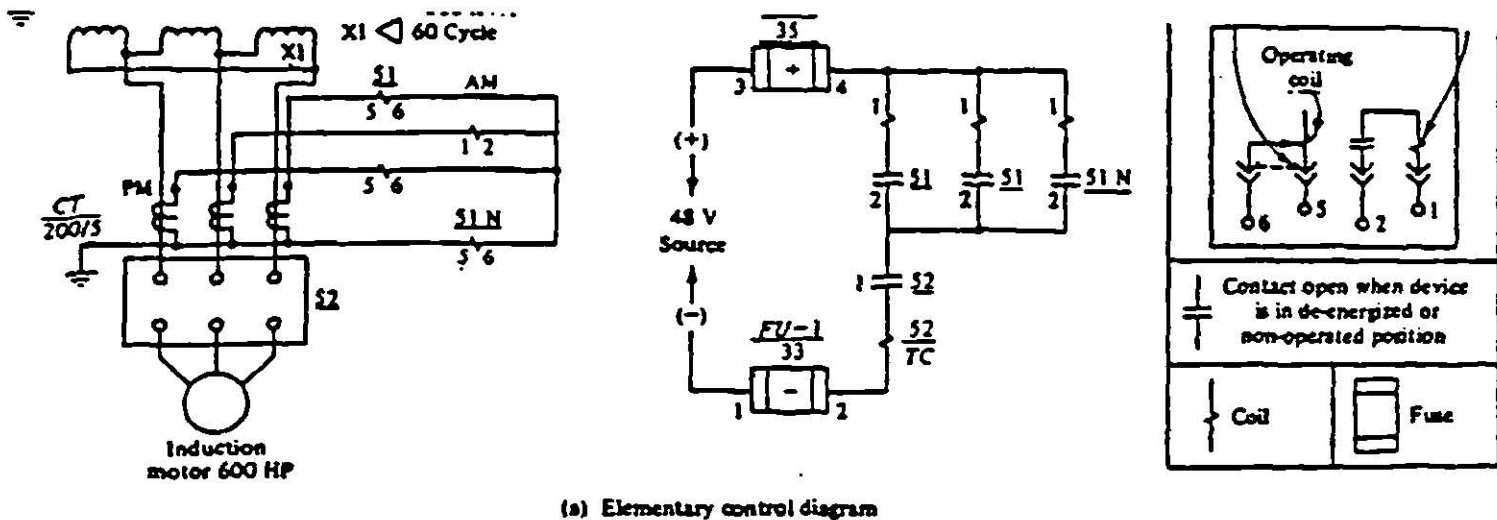 X1
X1 60 Cycle
51
5 6
AM
1 2
5 6
PM
CT
200/5
51 N
5 6
52
Induction
motor 600 HP
35
3 + 4
(+)
48 V
Source
(-)
1 1 1
51 51 51 N
2 2 2
1 52
52
TC
FU-1
33
1 - 2
Operating
coil
6 5 2 1
Contact open when device
is in de-energized or
non-operated position
Coil
Fuse
(a) Elementary control diagram